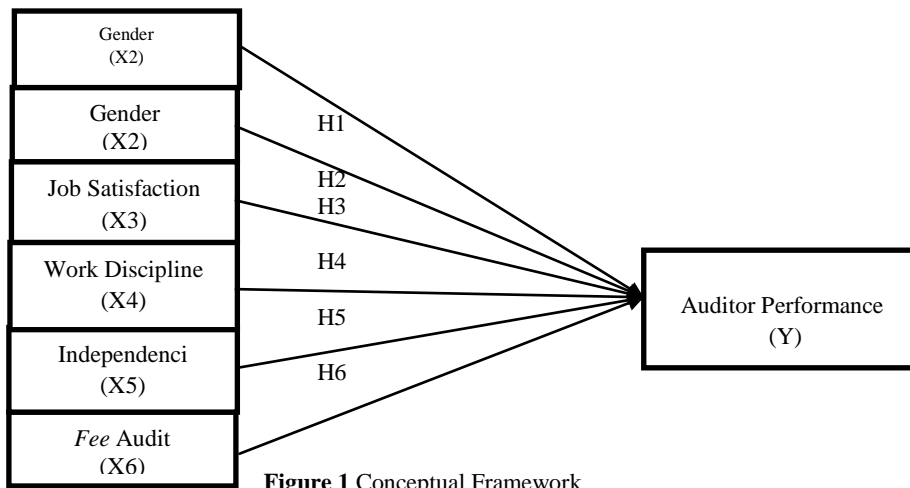 Gender
(X2)
Gender
(X2)
Job Satisfaction
(X3)
Work Discipline
(X4)
Independenci
(X5)
Fee Audit
(X6)
H1
H2
H3
H4
H5
H6
Auditor Performance
(Y)
Figure 1 Conceptual Framework